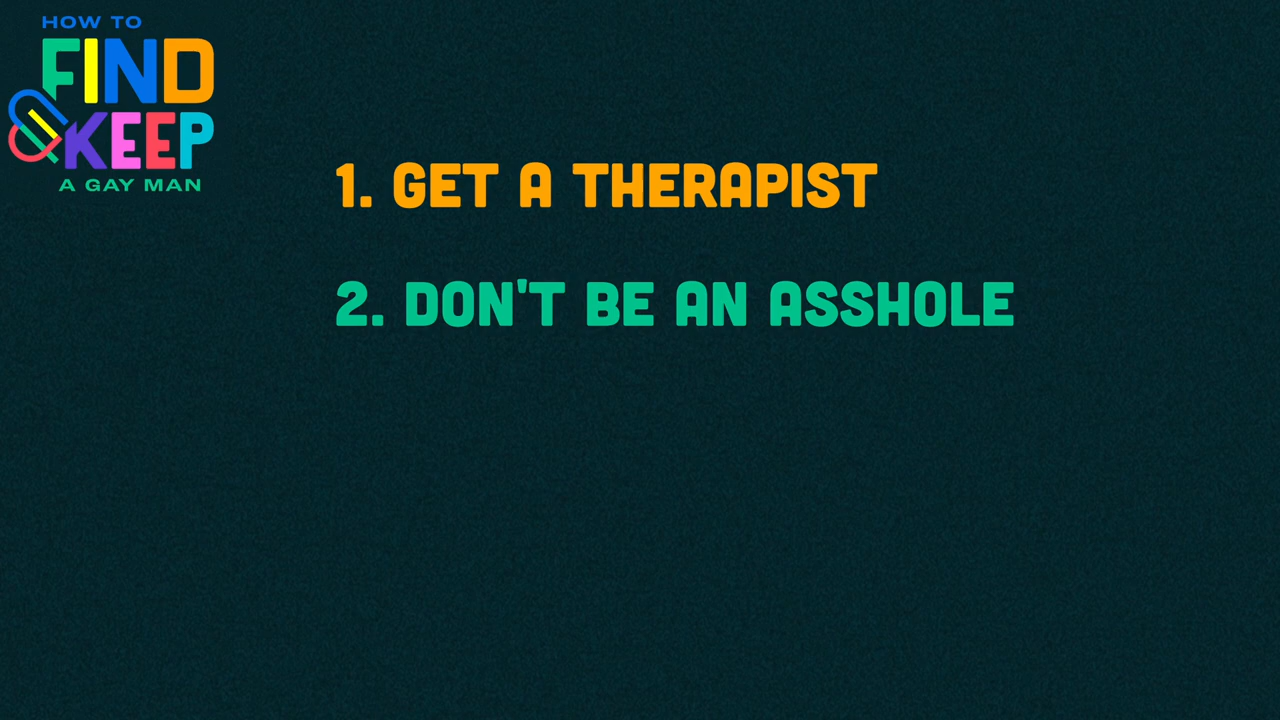 HOW TO
FIND
& KEEP
A GAY MAN
1. GET A THERAPIST
2. DON'T BE AN ASSHOLE